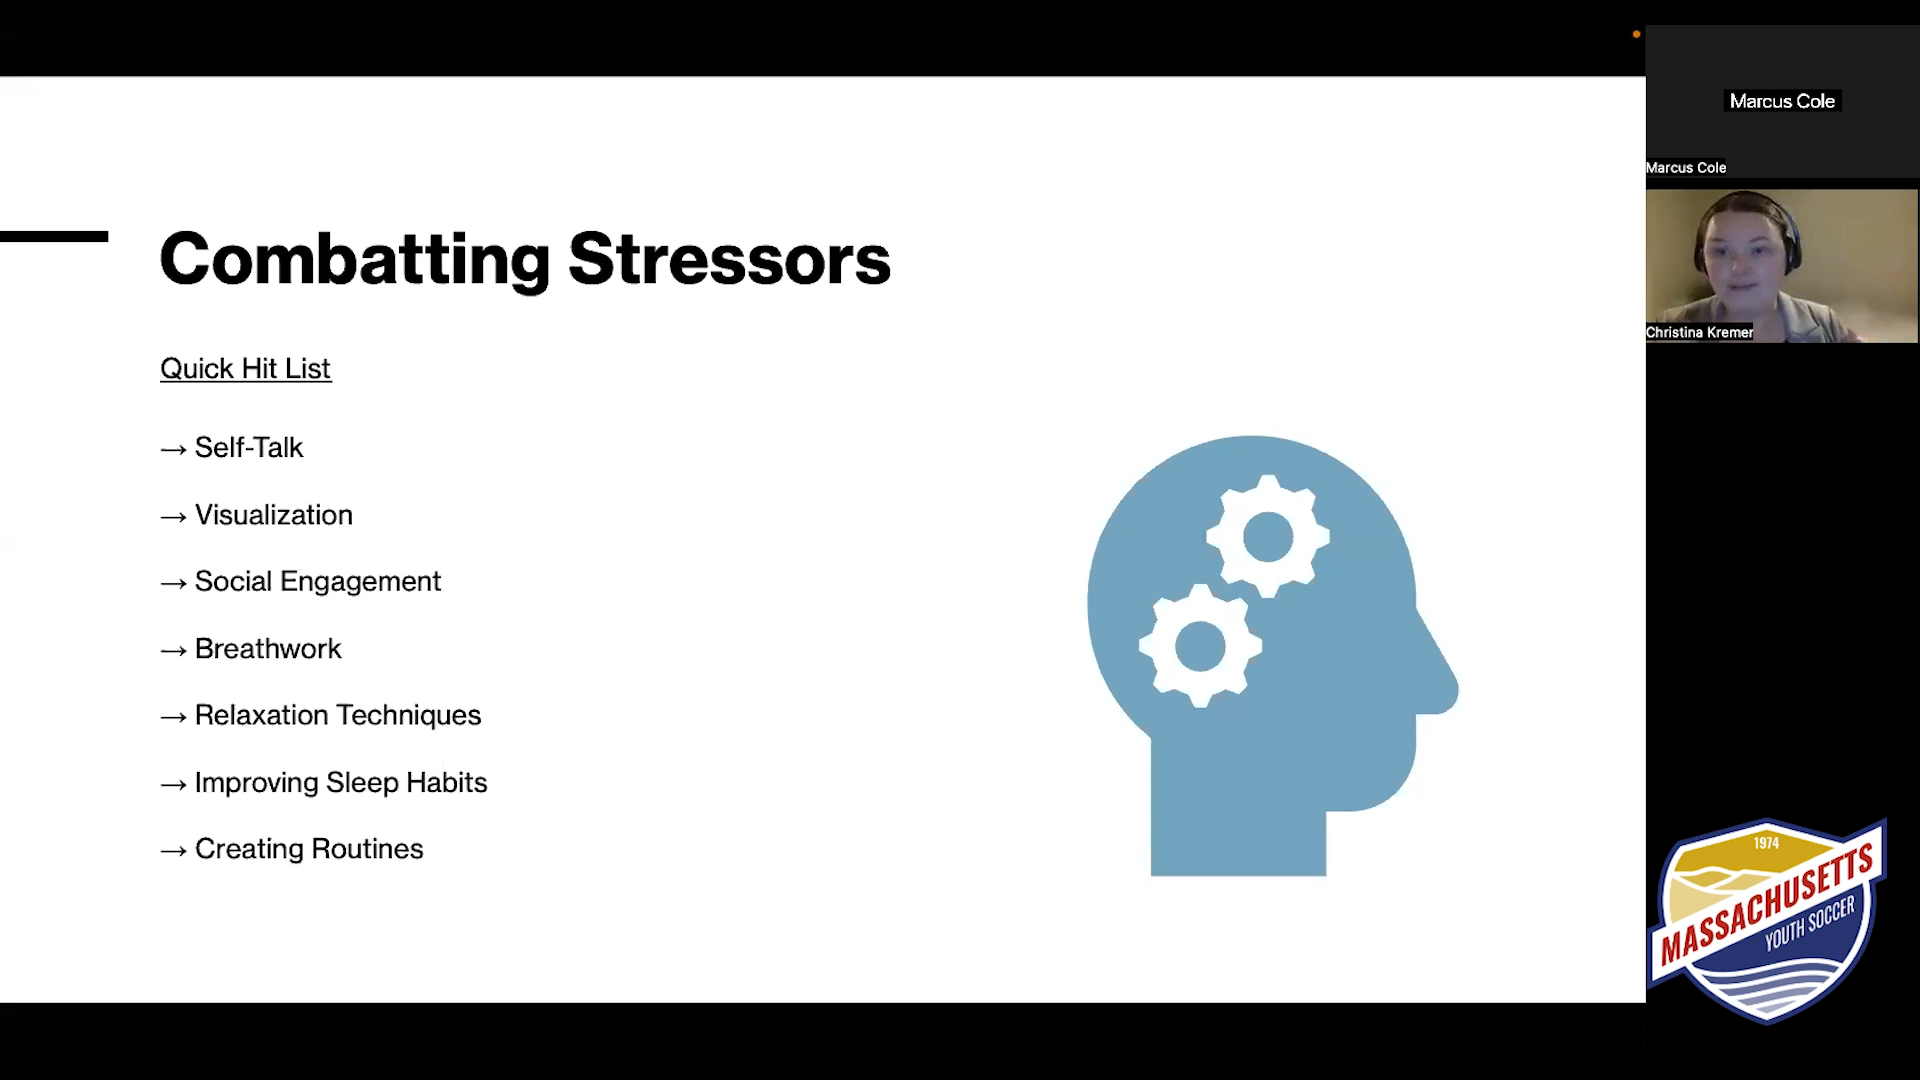 Combatting Stressors
Quick Hit List
→ Self-Talk
→ Visualization
→ Social Engagement
→ Breathwork
→ Relaxation Techniques
→ Improving Sleep Habits
→ Creating Routines
Marcus Cole
Marcus Cole
Christina Kremer
1974
MASSACHUSETTS
YOUTH SOCCER